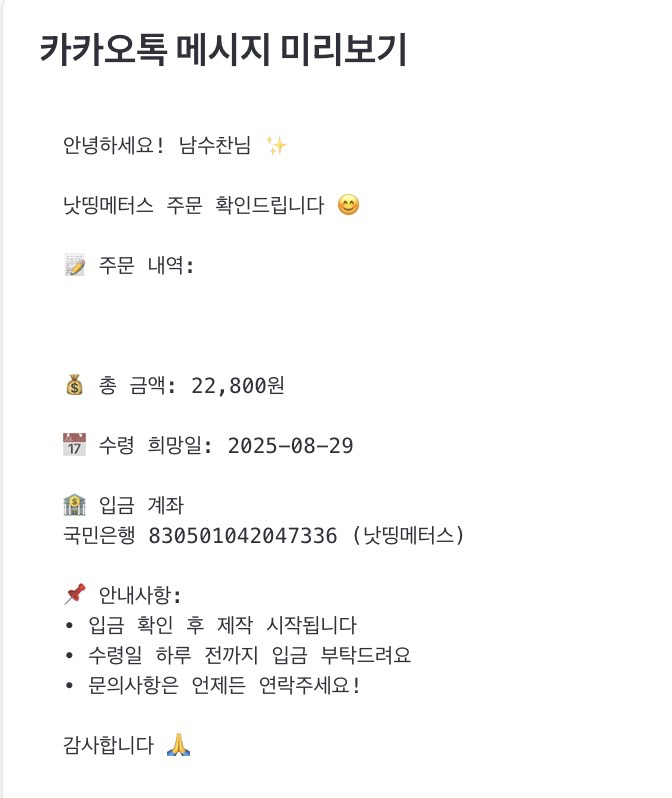 카카오톡 메시지 미리보기
안녕하세요! 남수찬님 ✨
낫띵메터스 주문 확인드립니다 😊
📝 주문 내역:
💰 총 금액: 22,800원
📅 수령 희망일: 2025-08-29
🏦 입금 계좌
국민은행 830501042047336 (낫띵메터스)
📌 안내사항:
• 입금 확인 후 제작 시작됩니다
• 수령일 하루 전까지 입금 부탁드려요
• 문의사항은 언제든 연락주세요!
감사합니다 🙏